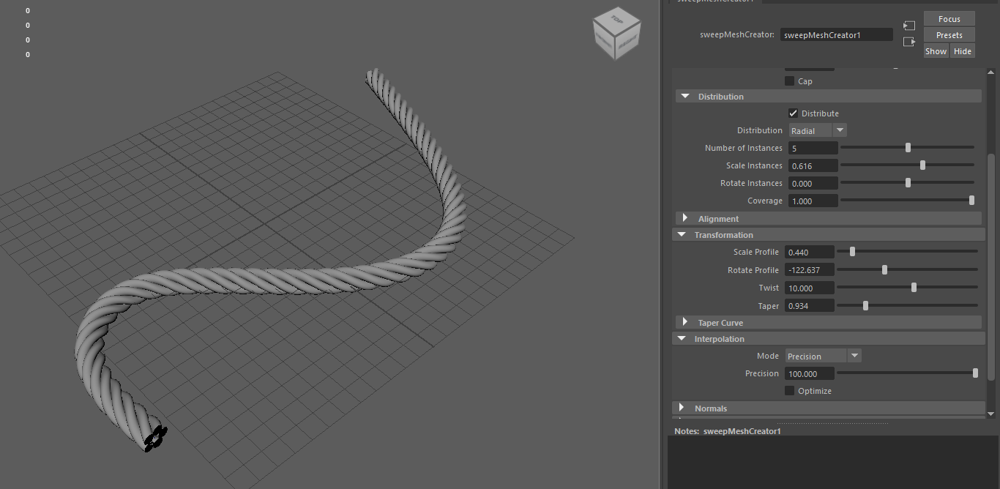 0
0
0
0
TOP
sweepMeshCreator1
sweepMeshCreator:
sweepMeshCreator1
Focus
Presets
Show
Hide
Cap
Distribution
Distribute
Distribution
Radial
Number of Instances
5
Scale Instances
0.616
Rotate Instances
0.000
Coverage
1.000
Alignment
Transformation
Scale Profile
0.440
Rotate Profile
-122.637
Twist
10.000
Taper
0.934
Taper Curve
Interpolation
Mode
Precision
Precision
100.000
Optimize
Normals
Notes: sweepMeshCreator1